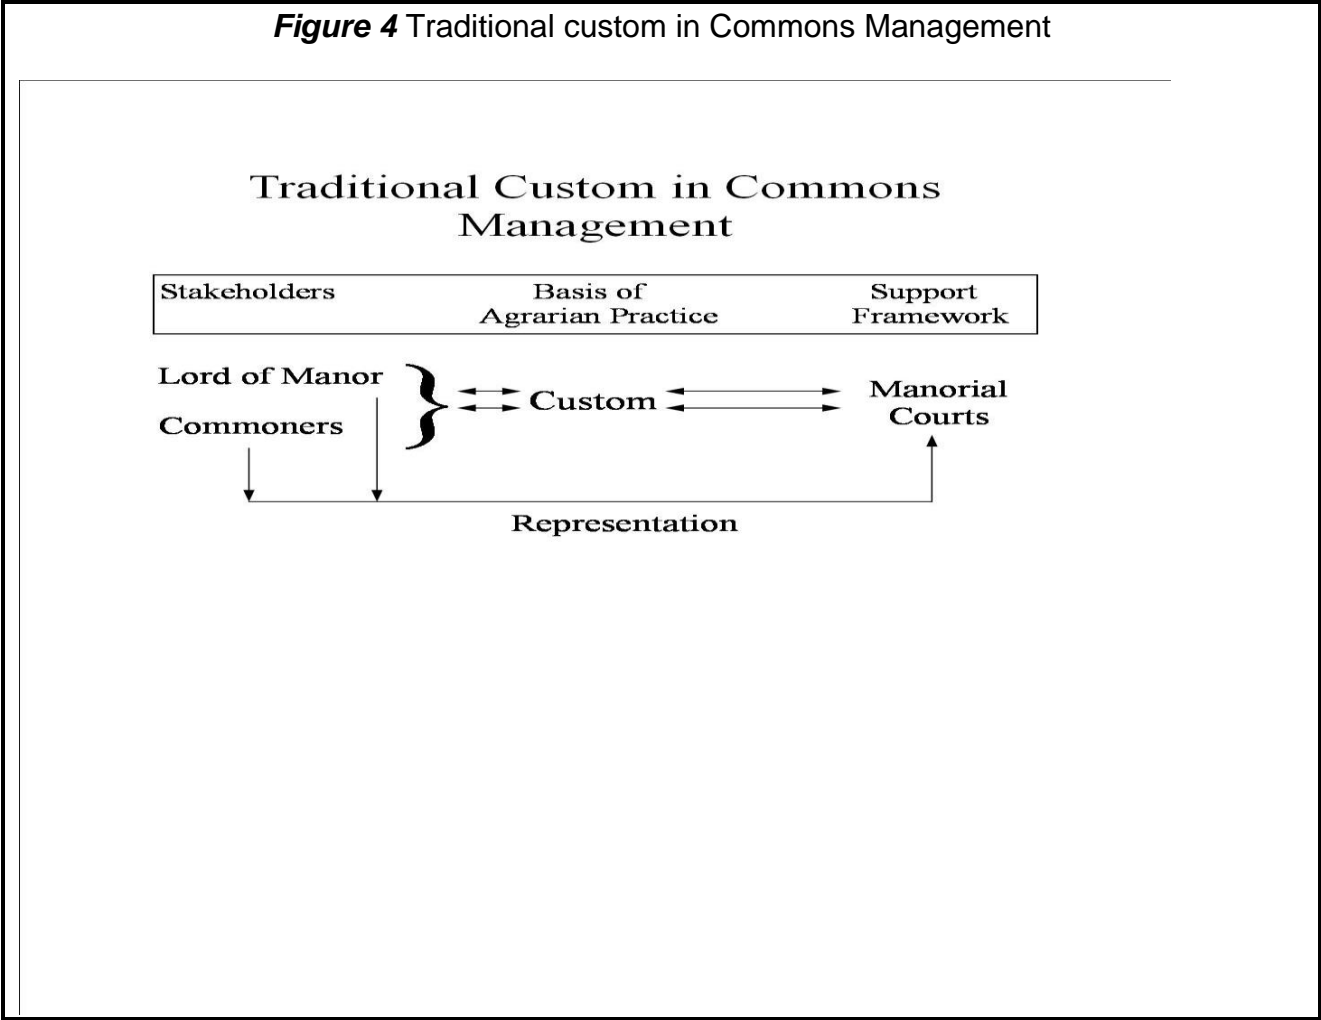 Figure 4 Traditional custom in Commons Management
Traditional Custom in Commons
Management
Stakeholders
Basis of
Agrarian Practice
Support
Framework
Lord of Manor
Commoners
Custom
Manorial
Courts
Representation